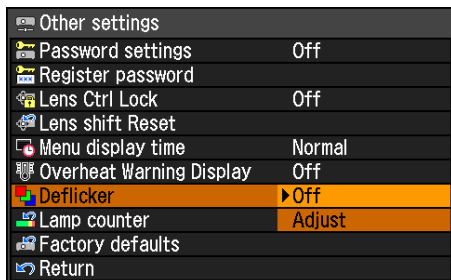 Other settings
Password settings Off
Register password
Lens Ctrl Lock Off
Lens shift Reset
Menu display time Normal
Overheat Warning Display Off
Deflicker Off
Lamp counter Adjust
Factory defaults
Return